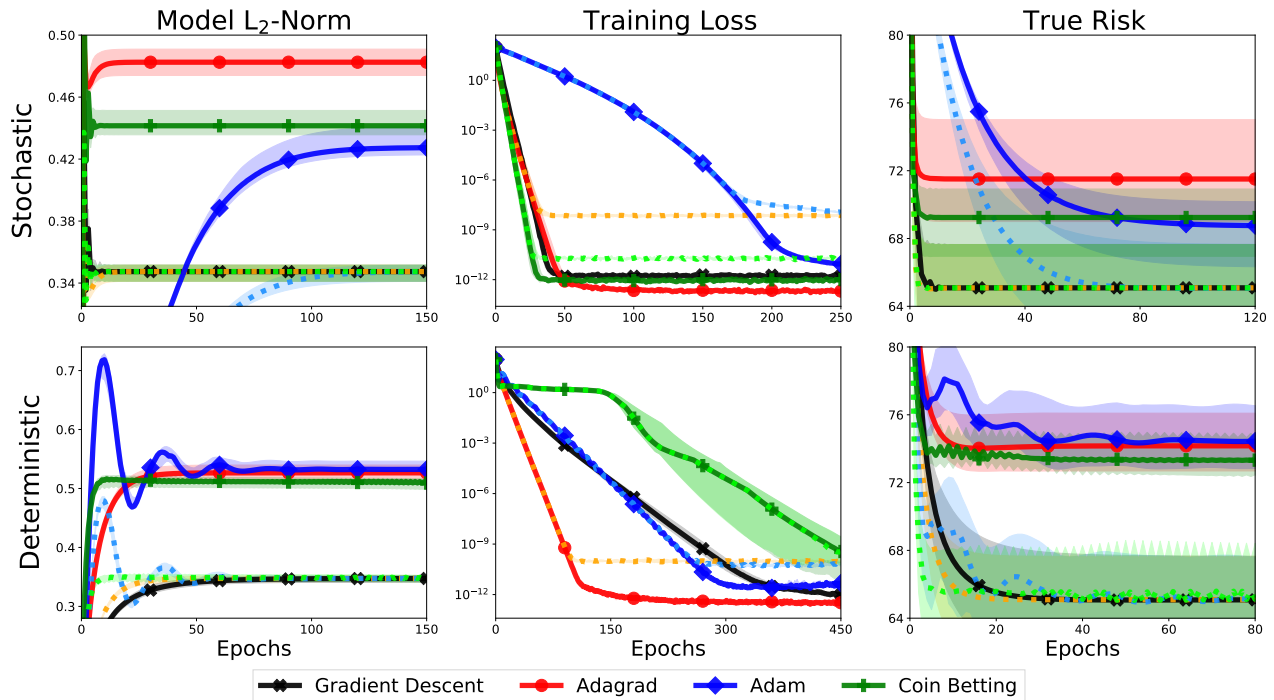 Model L2-Norm
Training Loss
True Risk
Stochastic
0.50
0.46
0.42
0.38
0.34
0 50 100 150
10^0
10^-3
10^-6
10^-9
10^-12
0 50 100 150 200 250
80
76
72
68
64
0 40 80 120
Deterministic
0.7
0.6
0.5
0.4
0.3
0 50 100 150
Epochs
10^0
10^-3
10^-6
10^-9
10^-12
0 150 300 450
Epochs
80
76
72
68
64
0 20 40 60 80
Epochs
Gradient Descent Adagrad Adam Coin Betting